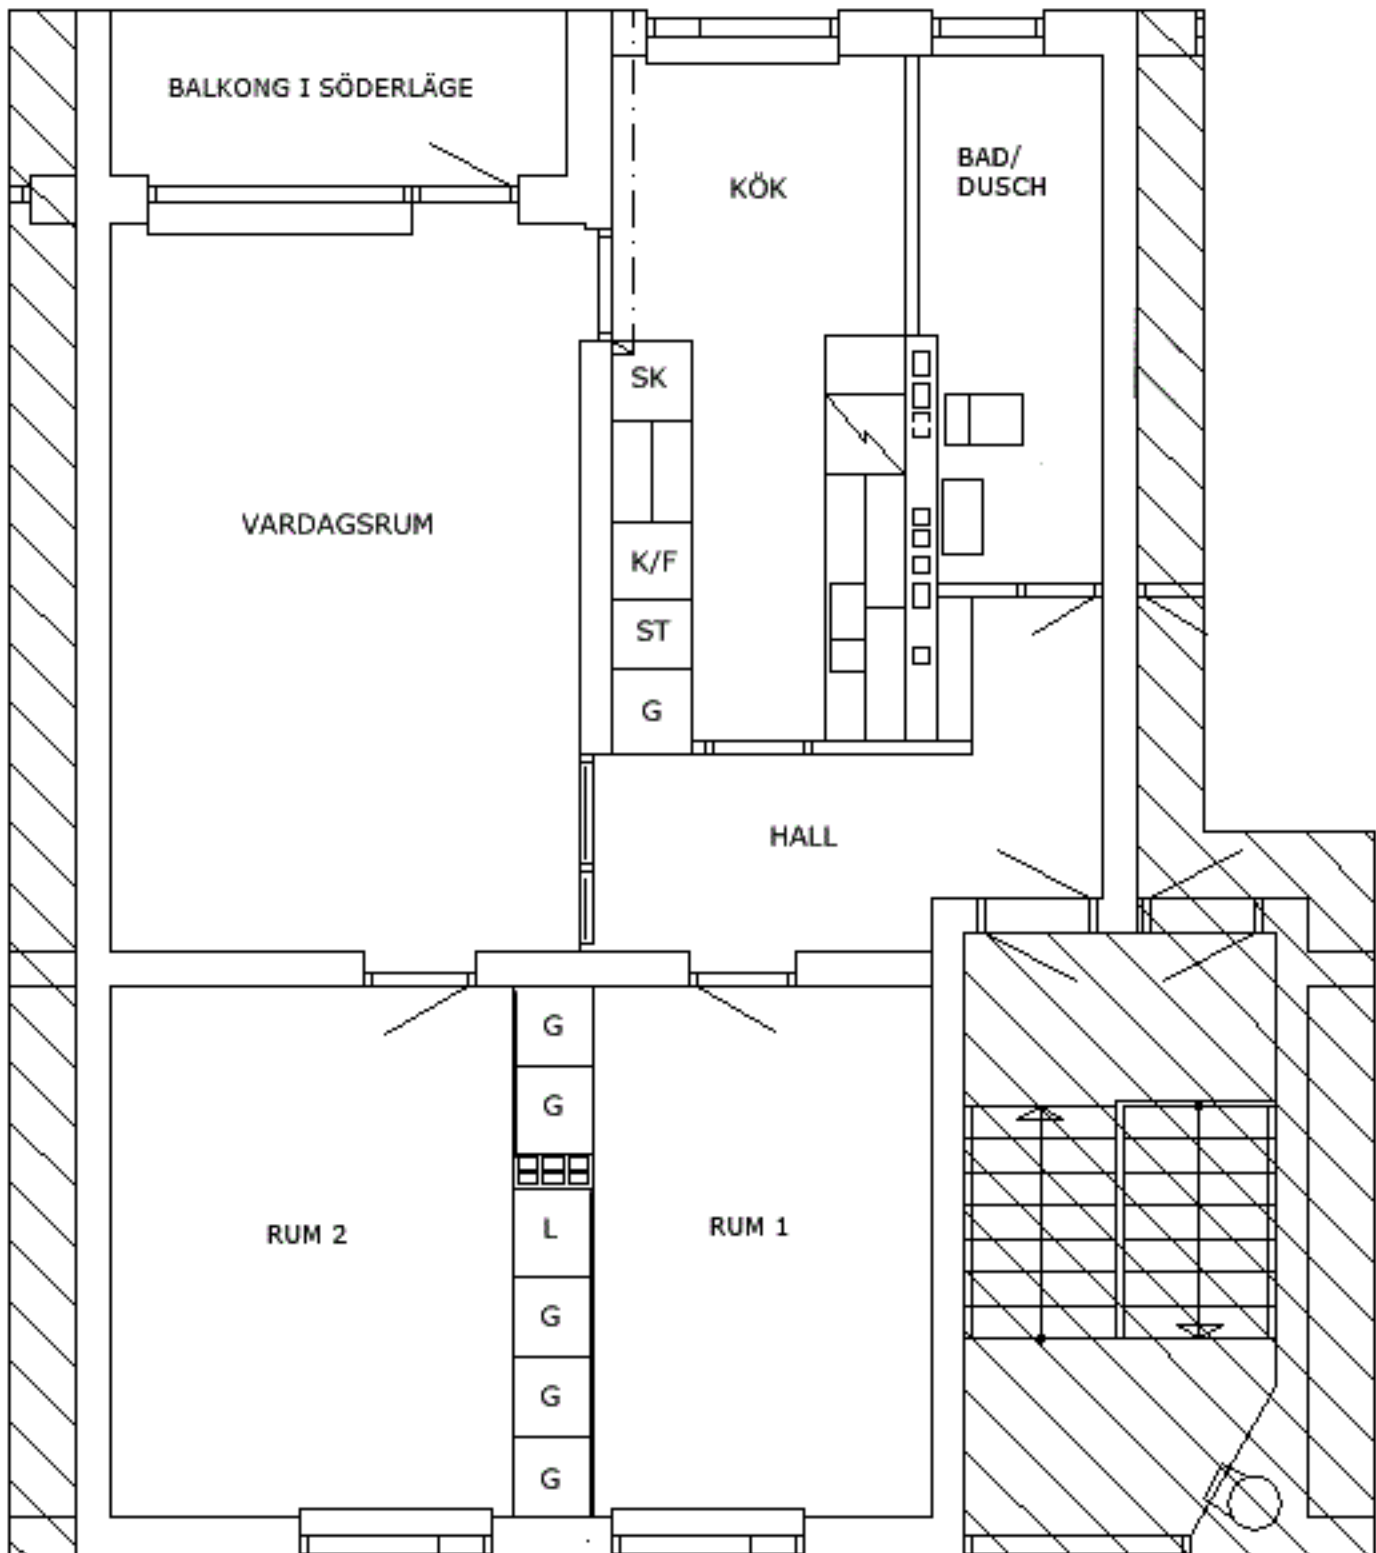 BALKONG I SÖDERLÄGE
KÖK
BAD/
DUSCH
SK
VARDAGSRUM
K/F
ST
G
HALL
G
G
L
RUM 2
RUM 1
G
G
G